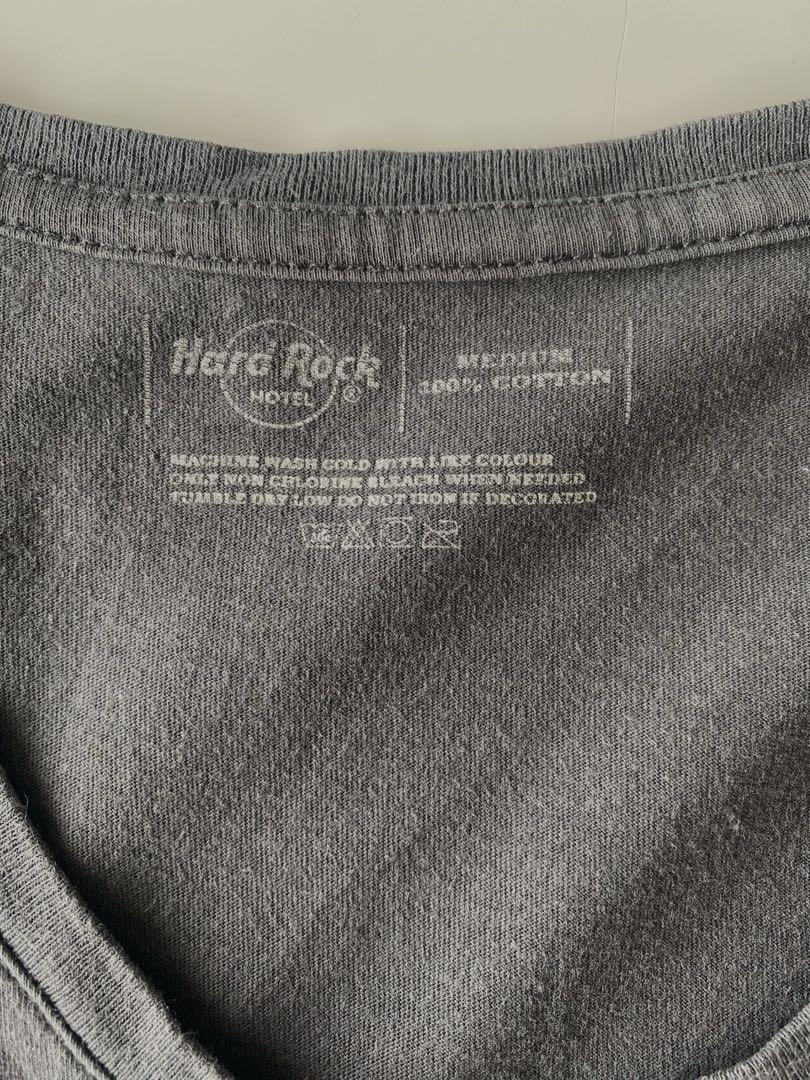 Hard Rock
HOTEL ®
MEDIUM
100% COTTON
MACHINE WASH COLD WITH LIKE COLOUR
ONLY NON CHLORINE BLEACH WHEN NEEDED
TUMBLE DRY LOW DO NOT IRON IF DECORATED